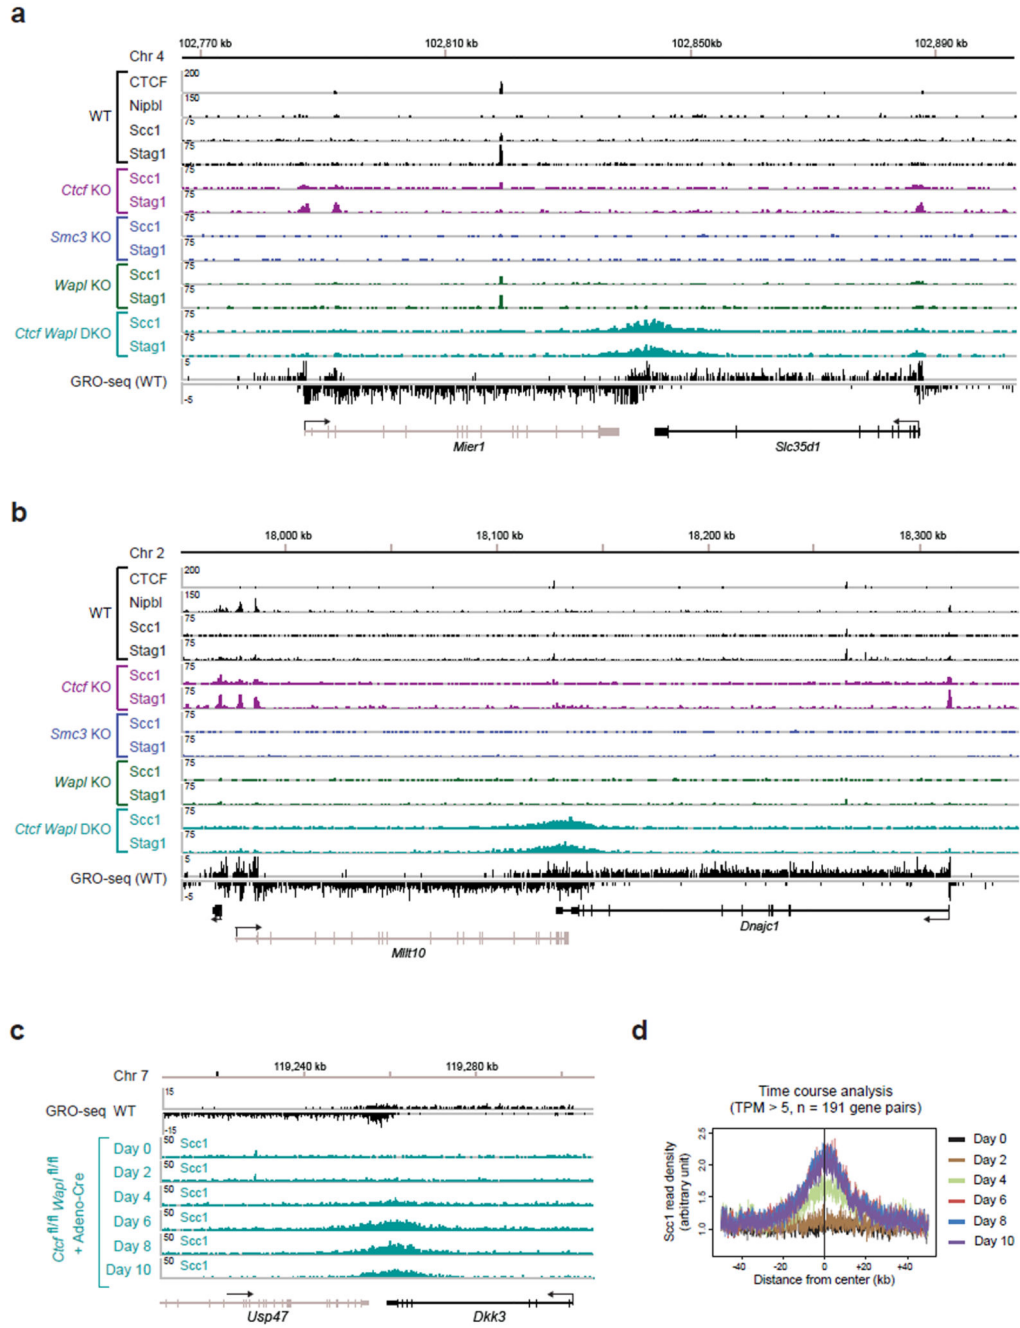 a
102,770 kb 102,810 kb 102,850 kb 102,890 kb
Chr 4
WT
CTCF 200
Nipbl 150
Scc1 75
Stag1 75
Ctcf KO
Scc1 75
Stag1 75
Smc3 KO
Scc1 75
Stag1 75
Wapl KO
Scc1 75
Stag1 75
Ctcf Wapl DKO
Scc1 75
Stag1 75
GRO-seq (WT) 5 -5
Mier1 Slc35d1
b
18,000 kb 18,100 kb 18,200 kb 18,300 kb
Chr 2
WT
CTCF 200
Nipbl 150
Scc1 75
Stag1 75
Ctcf KO
Scc1 75
Stag1 75
Smc3 KO
Scc1 75
Stag1 75
Wapl KO
Scc1 75
Stag1 75
Ctcf Wapl DKO
Scc1 75
Stag1 75
GRO-seq (WT) 5 -5
Dnajc1
Mllt10
c
119,240 kb 119,280 kb
Chr 7
GRO-seq WT 15 -15
Ctcf fl/fl Wapl fl/fl
+ Adeno-Cre
Day 0 50 Scc1
Day 2 50 Scc1
Day 4 50 Scc1
Day 6 50 Scc1
Day 8 50 Scc1
Day 10 50 Scc1
Usp47 Dkk3
d
Time course analysis
(TPM > 5, n = 191 gene pairs)
Scc1 read density
(arbitrary unit)
2.5
2.0
1.5
1.0
-40 -20 0 +20 +40
Distance from center (kb)
Day 0
Day 2
Day 4
Day 6
Day 8
Day 10